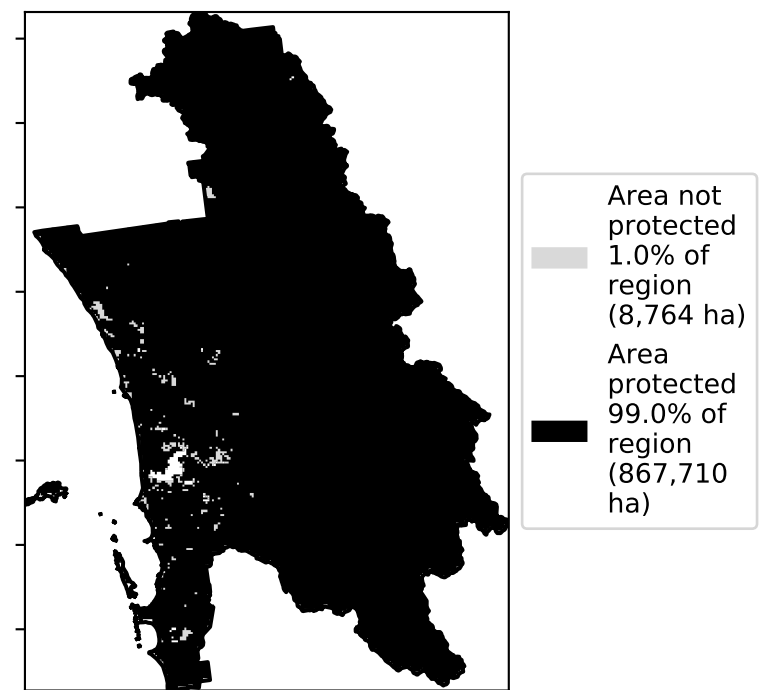 Area not
protected
1.0% of
region
(8,764 ha)
Area
protected
99.0% of
region
(867,710
ha)